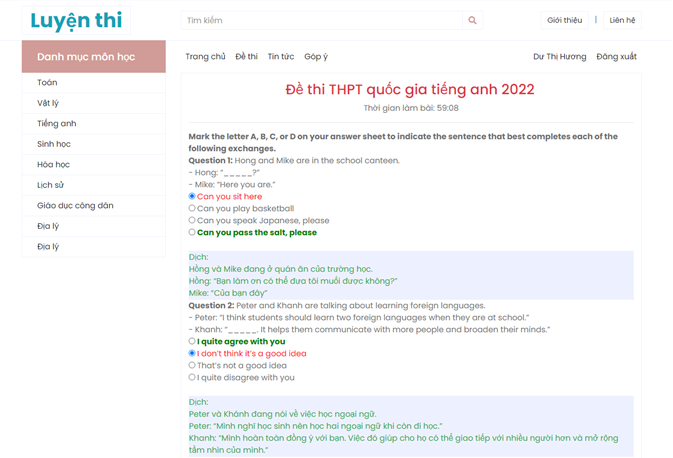 Luyện thi
Tìm kiếm
Giới thiệu | Liên hệ
Danh mục môn học
Trang chủ Đề thi Tin tức Góp ý Dư Thị Hương Đăng xuất
Toán
Vật lý
Tiếng anh
Sinh học
Hóa học
Lịch sử
Giáo dục công dân
Địa lý
Địa lý
Đề thi THPT quốc gia tiếng anh 2022
Thời gian làm bài: 59:08
Mark the letter A, B, C, or D on your answer sheet to indicate the sentence that best completes each of the
following exchanges.
Question 1: Hong and Mike are in the school canteen.
- Hong: “_____?”
- Mike: “Here you are.”
Can you sit here
Can you play basketball
Can you speak Japanese, please
Can you pass the salt, please
Dịch:
Hồng và Mike đang ở quán ăn của trường học.
Hồng: “Bạn làm ơn có thể đưa tôi muối được không?”
Mike: “Của bạn đây”
Question 2: Peter and Khanh are talking about learning foreign languages.
- Peter: “I think students should learn two foreign languages when they are at school.”
- Khanh: “_____. It helps them communicate with more people and broaden their minds.”
I quite agree with you
I don’t think it’s a good idea
That’s not a good idea
I quite disagree with you
Dịch:
Peter và Khánh đang nói về việc học ngoại ngữ.
Peter: “Mình nghĩ học sinh nên học hai ngoại ngữ khi còn đi học.”
Khanh: “Mình hoàn toàn đồng ý với bạn. Việc đó giúp cho họ có thể giao tiếp với nhiều người hơn và mở rộng
tầm nhìn của mình.”